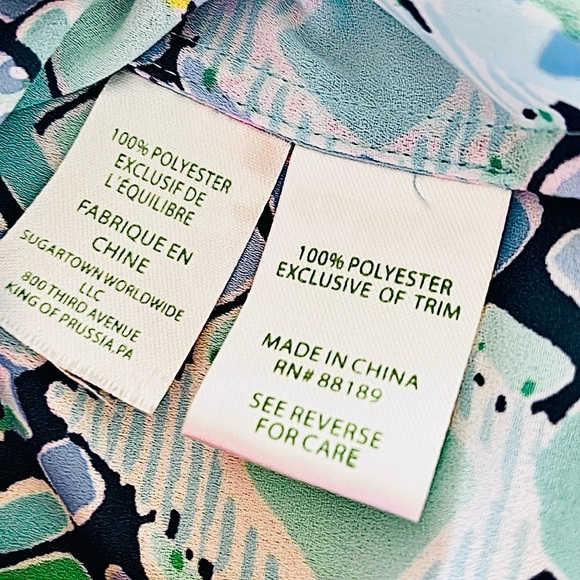 100% POLYESTER
EXCLUSIF DE
L'ÉQUILIBRE
FABRIQUE EN
CHINE
SUGARTOWN WORLDWIDE
LLC
800 THIRD AVENUE
KING OF PRUSSIA, PA
100% POLYESTER
EXCLUSIVE OF TRIM
MADE IN CHINA
RN# 88189
SEE REVERSE
FOR CARE